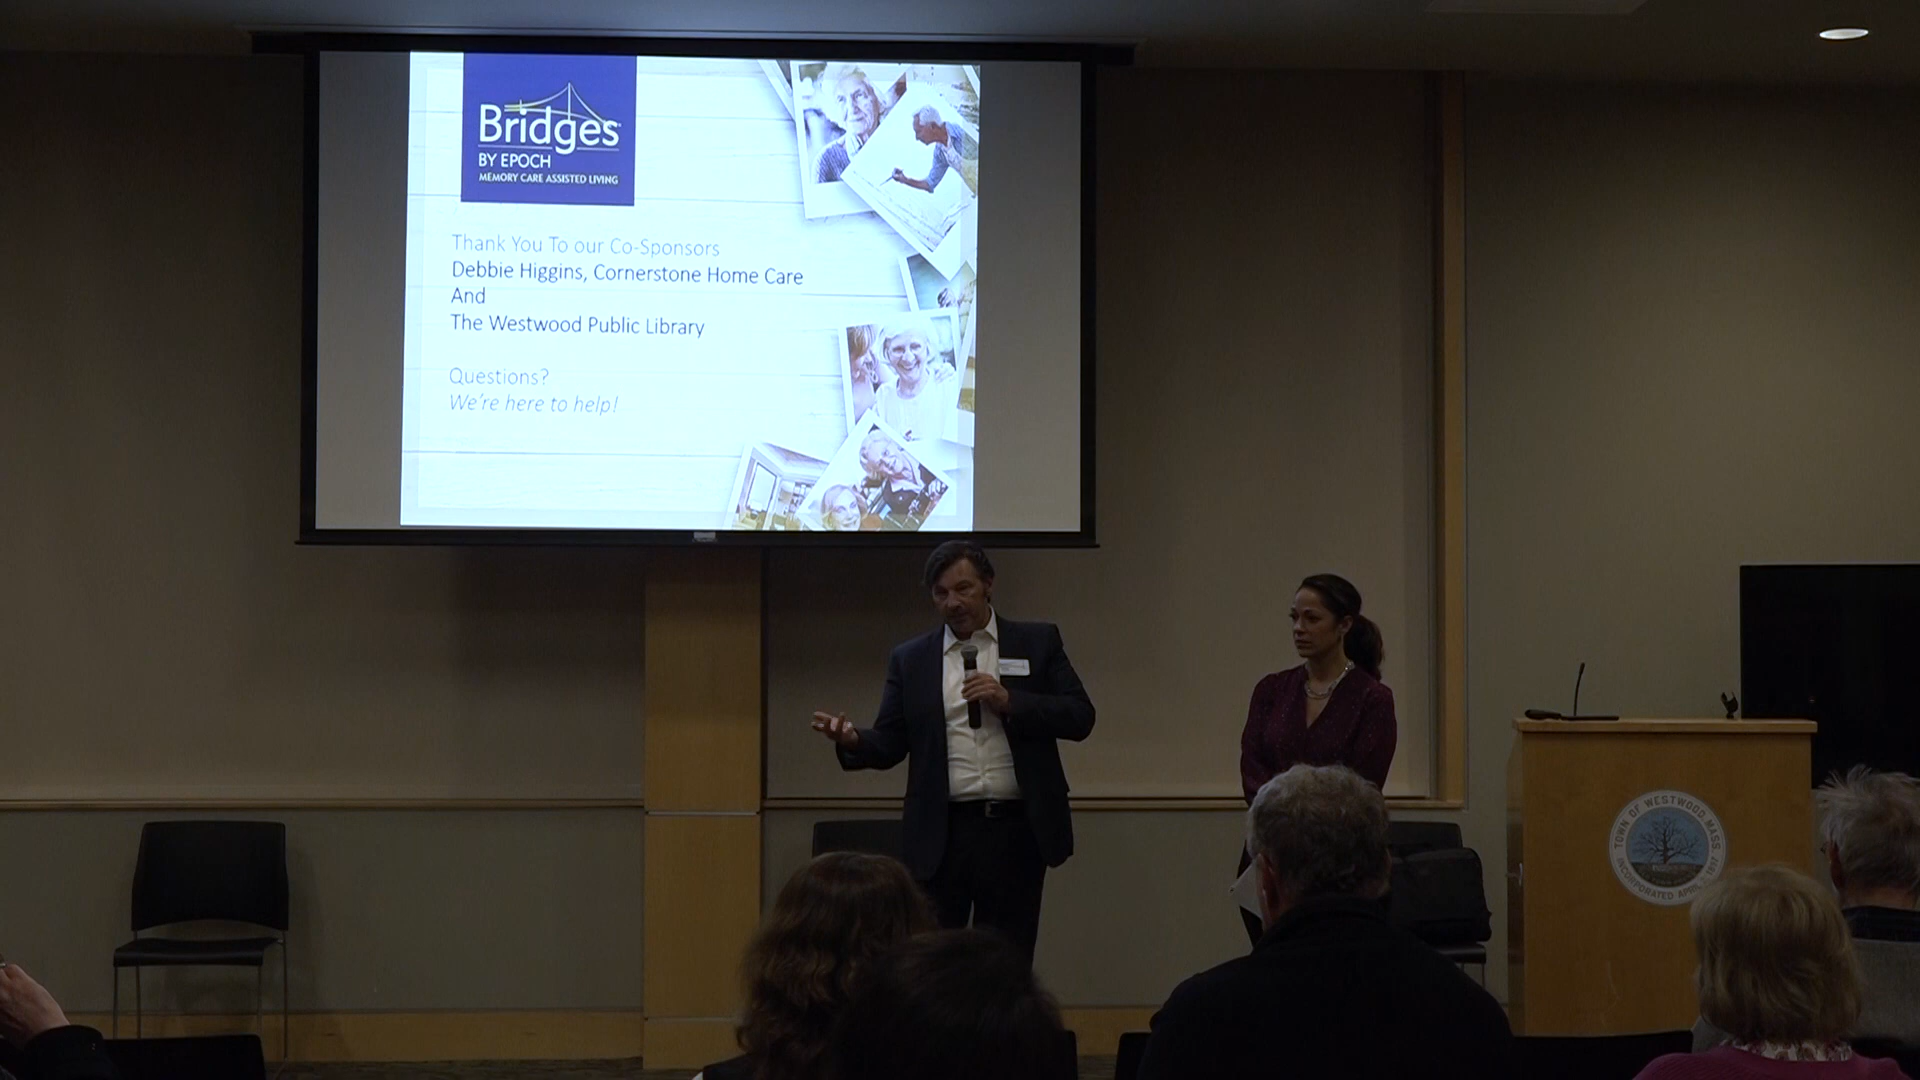 Bridges
BY EPOCH
MEMORY CARE ASSISTED LIVING
Thank You To our Co-Sponsors
Debbie Higgins, Cornerstone Home Care
And
The Westwood Public Library
Questions?
We're here to help!
TOWN OF WESTWOOD, MASS.
INCORPORATED APRIL 1897